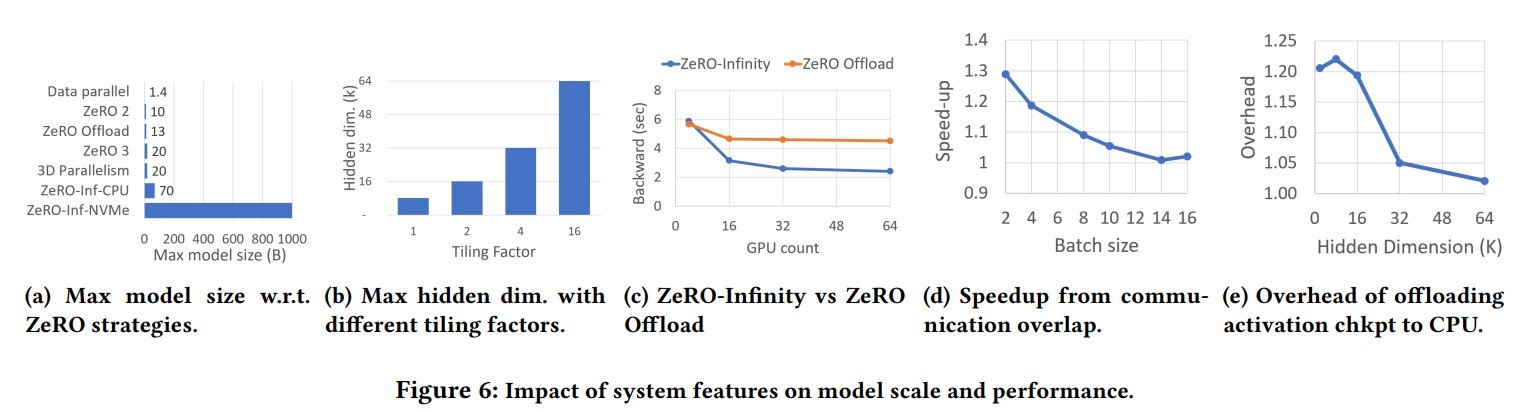 Data parallel 1.4
ZeRO 2 10
ZeRO Offload 13
ZeRO 3 20
3D Parallelism 20
ZeRO-Inf-CPU 70
ZeRO-Inf-NVMe
0 200 400 600 800 1000
Max model size (B)
(a) Max model size w.r.t.
ZeRO strategies.
Hidden dim. (k)
64
48
32
16
-
1 2 4 16
Tiling Factor
(b) Max hidden dim. with
different tiling factors.
ZeRO-Infinity ZeRO Offload
Backward (sec)
8
6
4
2
0
0 16 32 48 64
GPU count
(c) ZeRO-Infinity vs ZeRO
Offload
Speed-up
1.4
1.3
1.2
1.1
1
0.9
2 4 6 8 10 12 14 16
Batch size
(d) Speedup from commu-
nication overlap.
Overhead
1.25
1.20
1.15
1.10
1.05
1.00
0 16 32 48 64
Hidden Dimension (K)
(e) Overhead of offloading
activation chkpt to CPU.
Figure 6: Impact of system features on model scale and performance.